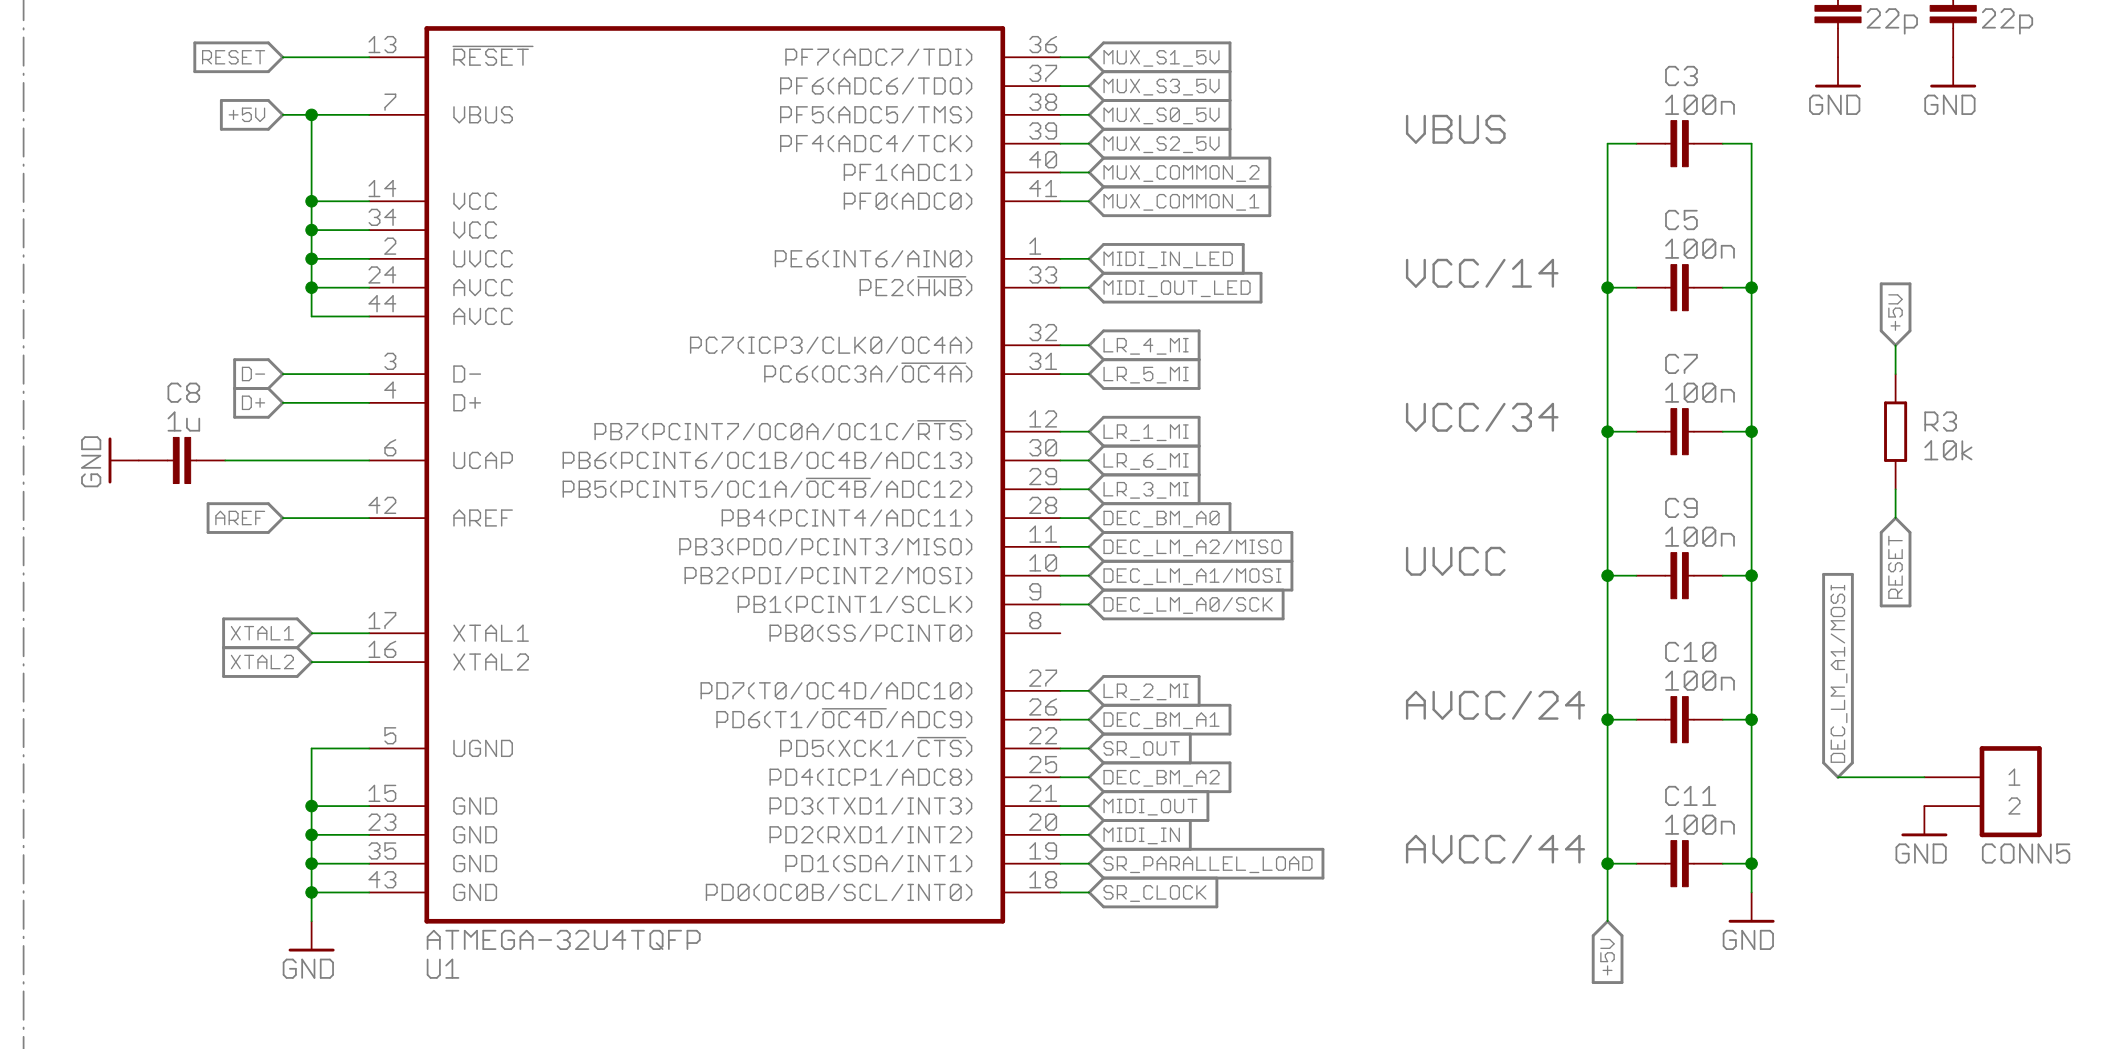 RESET
13
RESET
+5V
7
VBUS
14
VCC
34
VCC
2
UVCC
24
AVCC
44
AVCC
D-
3
D-
D+
4
D+
C8
1u
GND
6
UCAP
AREF
42
AREF
XTAL1
17
XTAL1
XTAL2
16
XTAL2
5
UGND
15
GND
23
GND
35
GND
43
GND
GND
PF7(ADC7/TDI)
36
MUX_S1_5V
PF6(ADC6/TDO)
37
MUX_S3_5V
PF5(ADC5/TMS)
38
MUX_S0_5V
PF4(ADC4/TCK)
39
MUX_S2_5V
PF1(ADC1)
40
MUX_COMMON_2
PF0(ADC0)
41
MUX_COMMON_1
PE6(INT6/AIN0)
1
MIDI_IN_LED
PE2(HWB)
33
MIDI_OUT_LED
PC7(ICP3/CLK0/OC4A)
32
LR_4_MI
PC6(OC3A/OC4A)
31
LR_5_MI
PB7(PCINT7/OC0A/OC1C/RTS)
12
LR_1_MI
PB6(PCINT6/OC1B/OC4B/ADC13)
30
LR_6_MI
PB5(PCINT5/OC1A/OC4B/ADC12)
29
LR_3_MI
PB4(PCINT4/ADC11)
28
DEC_BM_A0
PB3(PDO/PCINT3/MISO)
11
DEC_LM_A2/MISO
PB2(PDI/PCINT2/MOSI)
10
DEC_LM_A1/MOSI
PB1(PCINT1/SCLK)
9
DEC_LM_A0/SCK
PB0(SS/PCINT0)
8
PD7(T0/OC4D/ADC10)
27
LR_2_MI
PD6(T1/OC4D/ADC9)
26
DEC_BM_A1
PD5(XCK1/CTS)
22
SR_OUT
PD4(ICP1/ADC8)
25
DEC_BM_A2
PD3(TXD1/INT3)
21
MIDI_OUT
PD2(RXD1/INT2)
20
MIDI_IN
PD1(SDA/INT1)
19
SR_PARALLEL_LOAD
PD0(OC0B/SCL/INT0)
18
SR_CLOCK
ATMEGA-32U4TQFP
U1
VBUS
C3
100n
VCC/14
C5
100n
VCC/34
C7
100n
UVCC
C9
100n
AVCC/24
C10
100n
AVCC/44
C11
100n
+5V
GND
22p
22p
GND
GND
+5V
R3
10k
RESET
DEC_LM_A1/MOSI
1
2
GND
CONN5